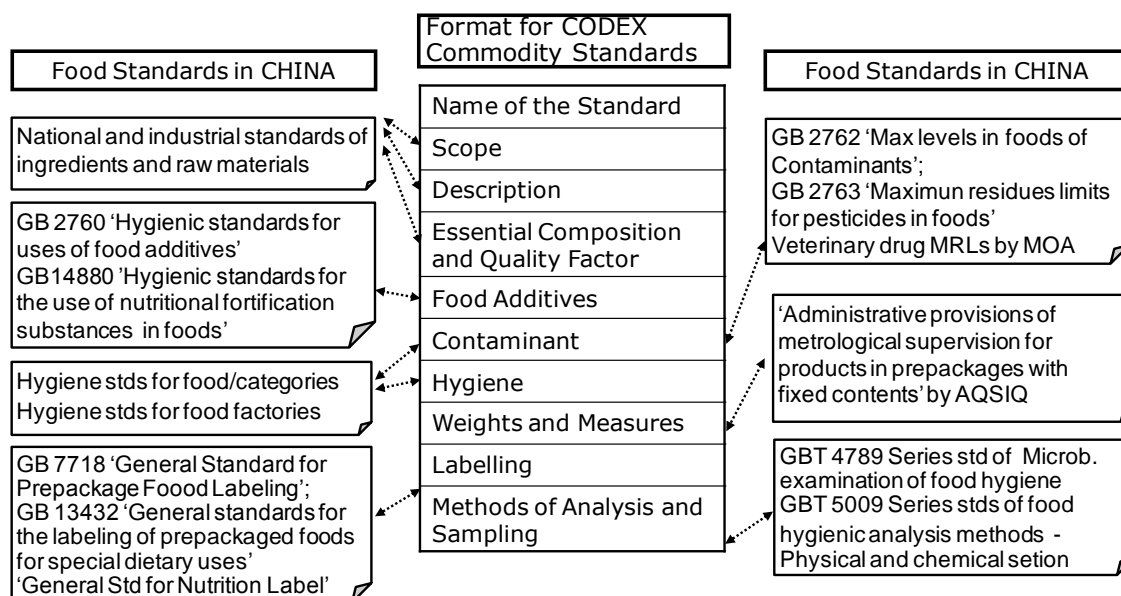 Format for CODEX
Commodity Standards
Food Standards in CHINA
National and industrial standards of
ingredients and raw materials
GB 2760 ‘Hygienic standards for
uses of food additives’
GB14880 ’Hygienic standards for
the use of nutritional fortification
substances in foods’
Hygiene stds for food/categories
Hygiene stds for food factories
GB 7718 ‘General Standard for
Prepackage Foood Labeling’;
GB 13432 ‘General standards for
the labeling of prepackaged foods
for special dietary uses’
‘General Std for Nutrition Label’
Name of the Standard
Scope
Description
Essential Composition
and Quality Factor
Food Additives
Contaminant
Hygiene
Weights and Measures
Labelling
Methods of Analysis and
Sampling
Food Standards in CHINA
GB 2762 ‘Max levels in foods of
Contaminants’;
GB 2763 ‘Maximun residues limits
for pesticides in foods’
Veterinary drug MRLs by MOA
‘Administrative provisions of
metrological supervision for
products in prepackages with
fixed contents’ by AQSIQ
GBT 4789 Series std of Microb.
examination of food hygiene
GBT 5009 Series stds of food
hygienic analysis methods -
Physical and chemical setion